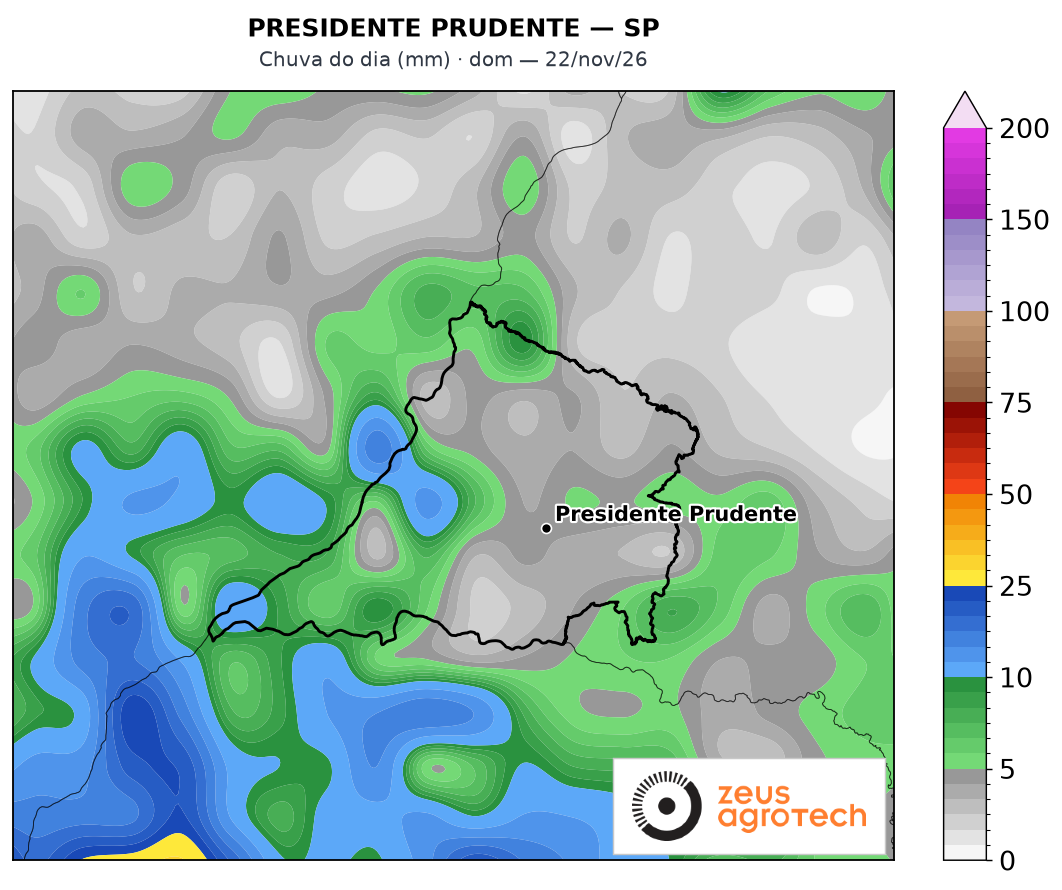 PRESIDENTE PRUDENTE — SP
Chuva do dia (mm) · dom — 22/nov/26
200
150
100
75
50
25
10
5
0
Presidente Prudente
zeus
agrotech